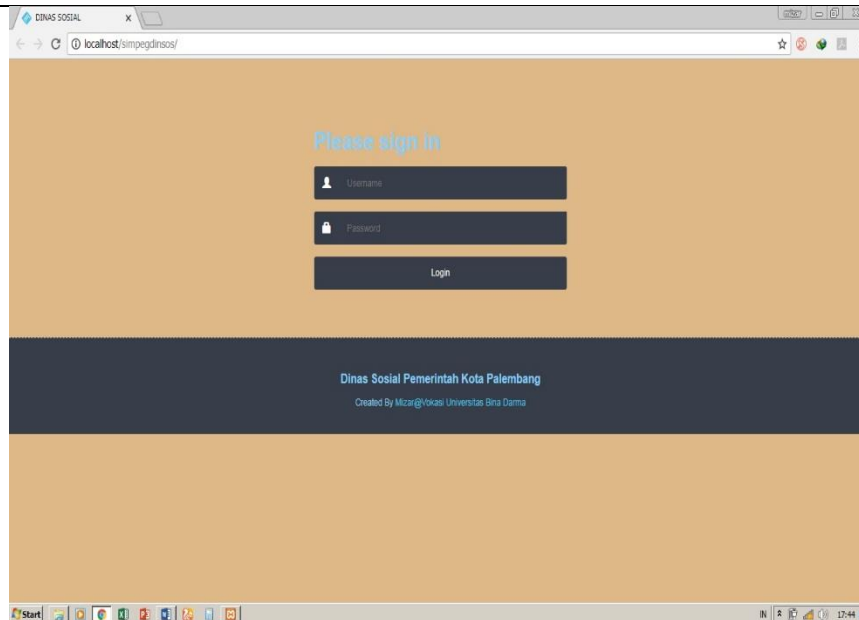 DINAS SOSIAL
localhost/simpegdinsos/
Please sign in
Username
Password
Login
Dinas Sosial Pemerintah Kota Palembang
Created By Mizar@Vokasi Universitas Bina Darma
Start
IN
17:44